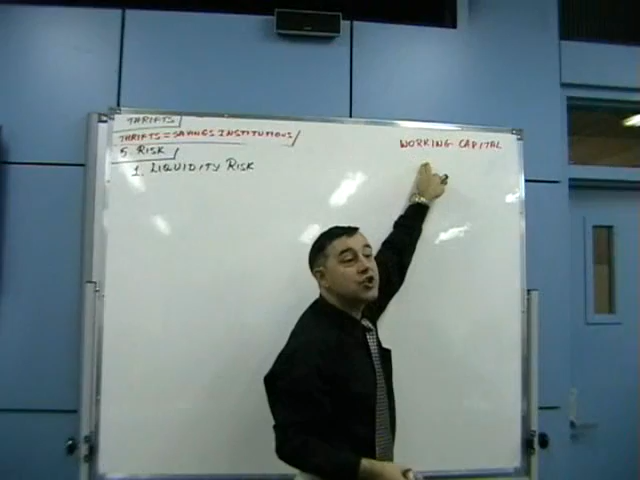 THRIFTS
THRIFTS = SAVINGS INSTITUTIONS
5. RISK
1. LIQUIDITY RISK
WORKING CAPITAL